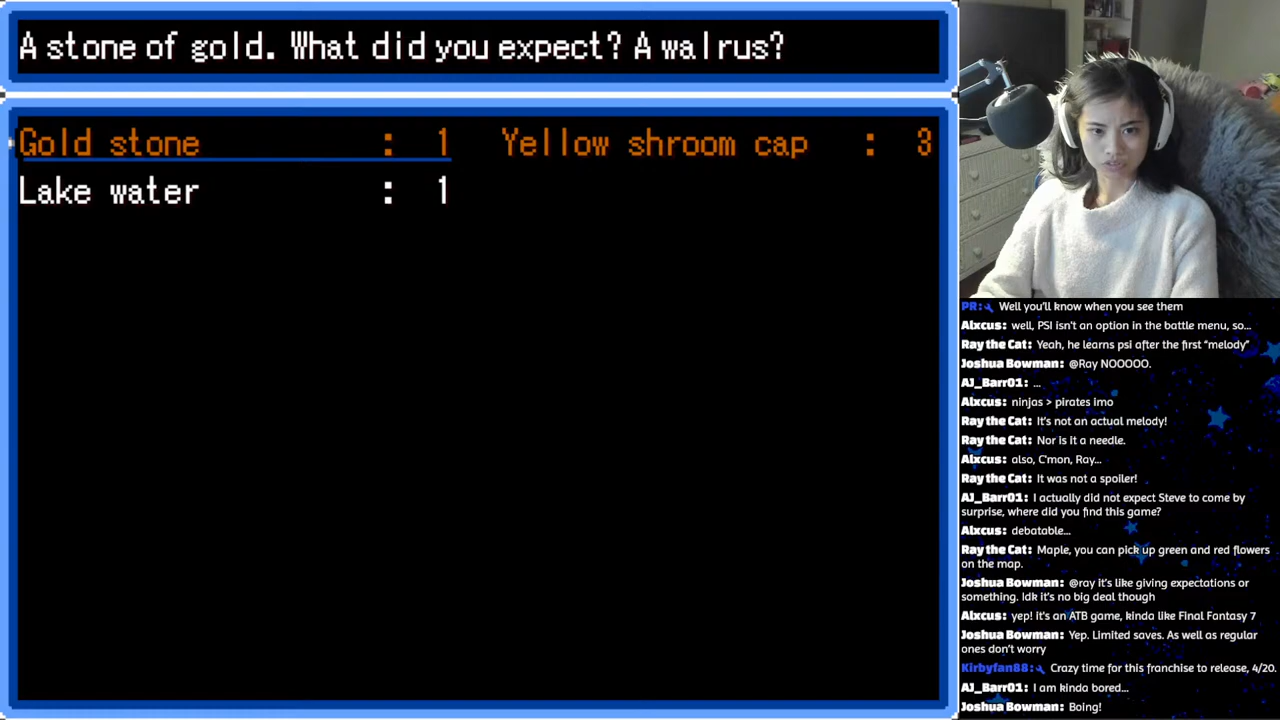 A stone of gold. What did you expect? A walrus?
Gold stone : 1 Yellow shroom cap : 3
Lake water : 1
PR: Well you'll know when you see them
Alxcus: well, PSI isn't an option in the battle menu, so...
Ray the Cat: Yeah, he learns psi after the first “melody”
Joshua Bowman: @Ray NOOOOO.
AJ_Barr01: ...
Alxcus: ninjas > pirates imo
Ray the Cat: It's not an actual melody!
Ray the Cat: Nor is it a needle.
Alxcus: also, C'mon, Ray...
Ray the Cat: It was not a spoiler!
AJ_Barr01: I actually did not expect Steve to come by
surprise, where did you find this game?
Alxcus: debatable...
Ray the Cat: Maple, you can pick up green and red flowers
on the map.
Joshua Bowman: @ray it's like giving expectations or
something. Idk it's no big deal though
Alxcus: yep! it's an ATB game, kinda like Final Fantasy 7
Joshua Bowman: Yep. Limited saves. As well as regular
ones don't worry
Kirbyfan88: Crazy time for this franchise to release, 4/20.
AJ_Barr01: I am kinda bored...
Joshua Bowman: Boing!